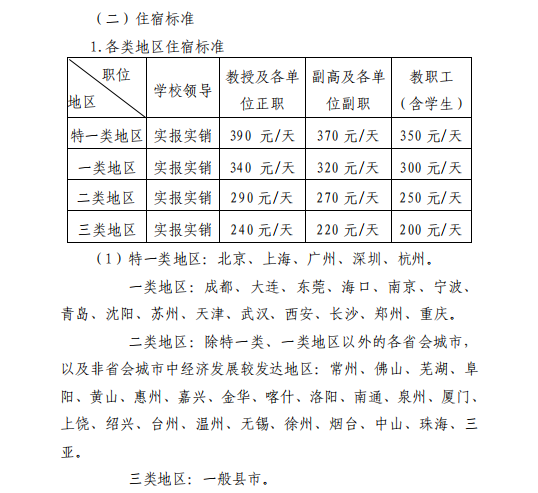 （二）住宿标准
1.各类地区住宿标准
职位
地区
学校领导
教授及各单位正职
副高及各单位副职
教职工（含学生）
特一类地区 实报实销 390 元/天 370 元/天 350 元/天
一类地区 实报实销 340 元/天 320 元/天 300 元/天
二类地区 实报实销 290 元/天 270 元/天 250 元/天
三类地区 实报实销 240 元/天 220 元/天 200 元/天
（1）特一类地区：北京、上海、广州、深圳、杭州。
一类地区：成都、大连、东莞、海口、南京、宁波、
青岛、沈阳、苏州、天津、武汉、西安、长沙、郑州、重庆。
二类地区：除特一类、一类地区以外的各省会城市，
以及非省会城市中经济发展较发达地区：常州、佛山、芜湖、阜
阳、黄山、惠州、嘉兴、金华、喀什、洛阳、南通、泉州、厦门、
上饶、绍兴、台州、温州、无锡、徐州、烟台、中山、珠海、三
亚。
三类地区：一般县市。